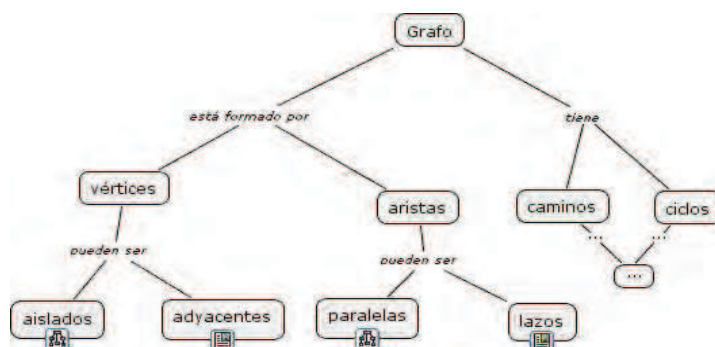 Grafo
está formado por
tiene
vértices
aristas
caminos
ciclos
pueden ser
pueden ser
...
...
...
aislados
adyacentes
paralelas
lazos